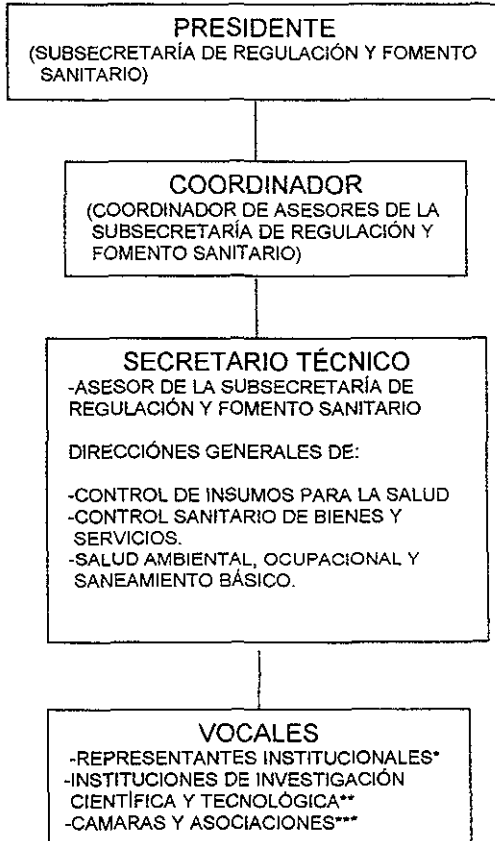 PRESIDENTE
(SUBSECRETARÍA DE REGULACIÓN Y FOMENTO
SANITARIO)
COORDINADOR
(COORDINADOR DE ASESORES DE LA
SUBSECRETARÍA DE REGULACIÓN Y
FOMENTO SANITARIO)
SECRETARIO TÉCNICO
-ASESOR DE LA SUBSECRETARÍA DE
REGULACIÓN Y FOMENTO SANITARIO
DIRECCIÓNES GENERALES DE:
-CONTROL DE INSUMOS PARA LA SALUD
-CONTROL SANITARIO DE BIENES Y
SERVICIOS.
-SALUD AMBIENTAL, OCUPACIONAL Y
SANEAMIENTO BÁSICO.
VOCALES
-REPRESENTANTES INSTITUCIONALES*
-INSTITUCIONES DE INVESTIGACIÓN
CIENTÍFICA Y TECNOLÓGICA**
-CAMARAS Y ASOCIACIONES***